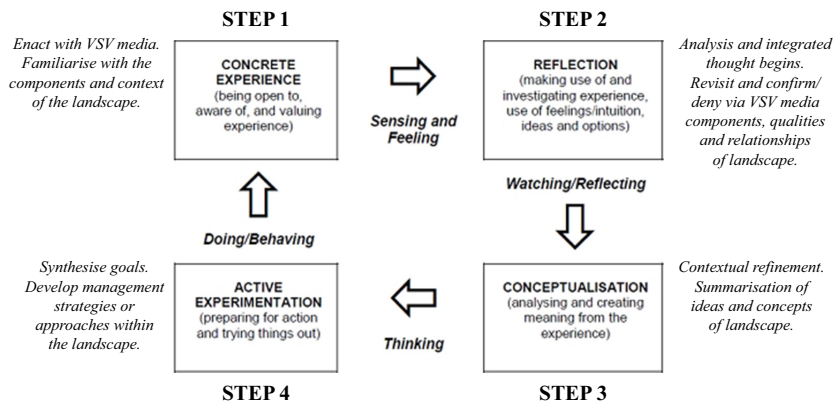 STEP 1
Enact with VSV media.
Familiarise with the
components and context
of the landscape.
CONCRETE
EXPERIENCE
(being open to,
aware of, and valuing
experience)
Sensing and
Feeling
STEP 2
REFLECTION
(making use of and
investigating experience,
use of feelings/intuition,
ideas and options)
Analysis and integrated
thought begins.
Revisit and confirm/
deny via VSV media
components, qualities
and relationships
of landscape.
Watching/Reflecting
CONCEPTUALISATION
(analysing and creating
meaning from the
experience)
Contextual refinement.
Summarisation of
ideas and concepts
of landscape.
STEP 3
Thinking
Synthesise goals.
Develop management
strategies or
approaches within
the landscape.
ACTIVE
EXPERIMENTATION
(preparing for action
and trying things out)
STEP 4
Doing/Behaving